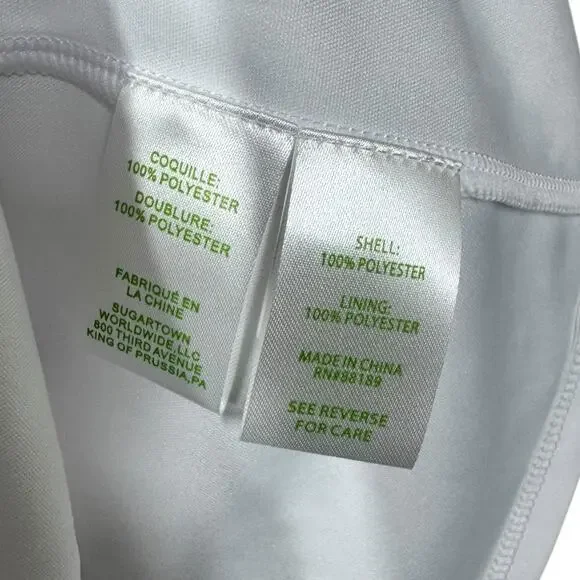 COQUILLE:
100% POLYESTER
DOUBLURE:
100% POLYESTER
FABRIQUÉ EN
LA CHINE
SUGARTOWN
WORLDWIDE LLC
800 THIRD AVENUE
KING OF PRUSSIA,PA
SHELL:
100% POLYESTER
LINING:
100% POLYESTER
MADE IN CHINA
RN#88189
SEE REVERSE
FOR CARE